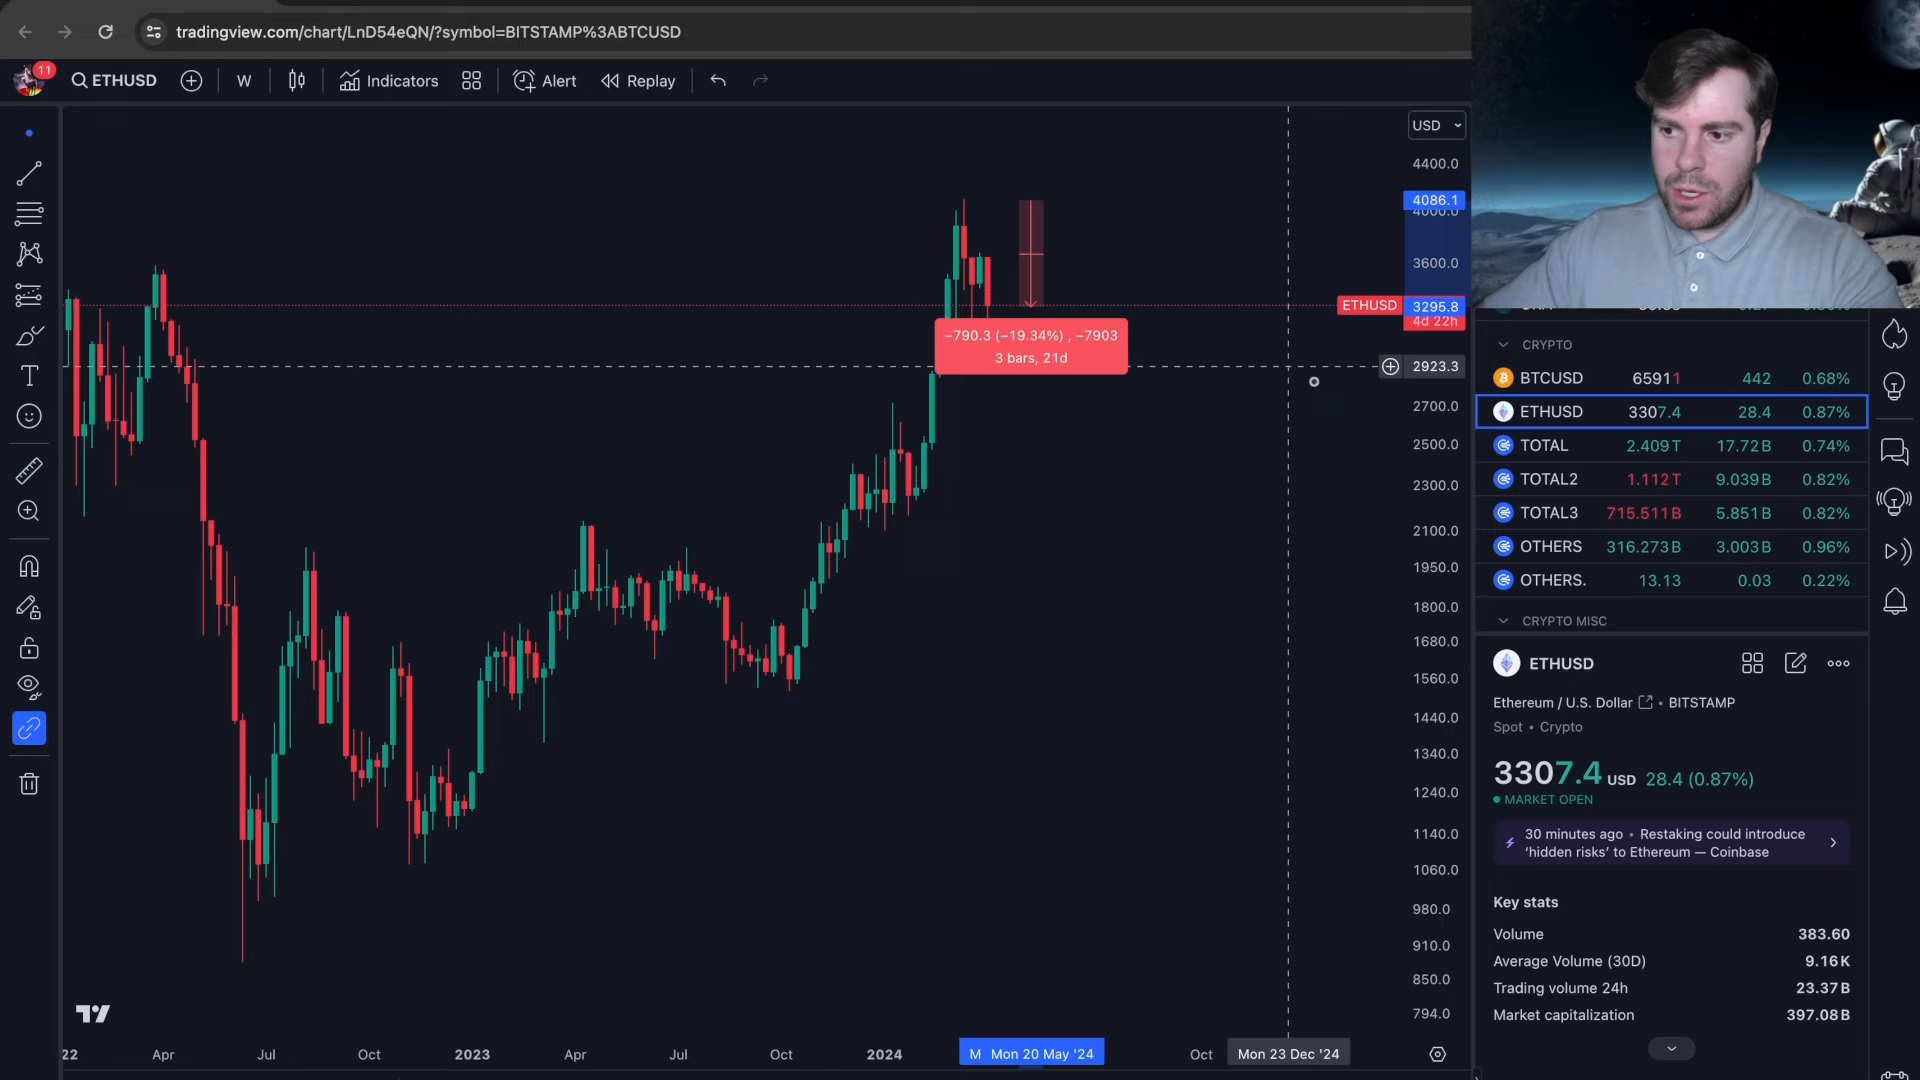 tradingview.com/chart/LnD54eQN/?symbol=BITSTAMP%3ABTCUSD
11
ETHUSD
W
Indicators
Alert
Replay
USD
4400.0
4086.1
4000.0
3600.0
ETHUSD
3295.8
4d 22h
−790.3 (−19.34%) , −7903
3 bars, 21d
2923.3
2700.0
2500.0
2300.0
2100.0
1950.0
1800.0
1680.0
1560.0
1440.0
1340.0
1240.0
1140.0
1060.0
980.0
910.0
850.0
794.0
22
Apr
Jul
Oct
2023
Apr
Jul
Oct
2024
M
Mon 20 May '24
Oct
Mon 23 Dec '24
CRYPTO
BTCUSD 65911 442 0.68%
ETHUSD 3307.4 28.4 0.87%
TOTAL 2.409T 17.72B 0.74%
TOTAL2 1.112T 9.039B 0.82%
TOTAL3 715.511B 5.851B 0.82%
OTHERS 316.273B 3.003B 0.96%
OTHERS. 13.13 0.03 0.22%
CRYPTO MISC
ETHUSD
Ethereum / U.S. Dollar • BITSTAMP
Spot • Crypto
3307.4 USD 28.4 (0.87%)
MARKET OPEN
30 minutes ago • Restaking could introduce
‘hidden risks’ to Ethereum — Coinbase
Key stats
Volume 383.60
Average Volume (30D) 9.16K
Trading volume 24h 23.37B
Market capitalization 397.08B